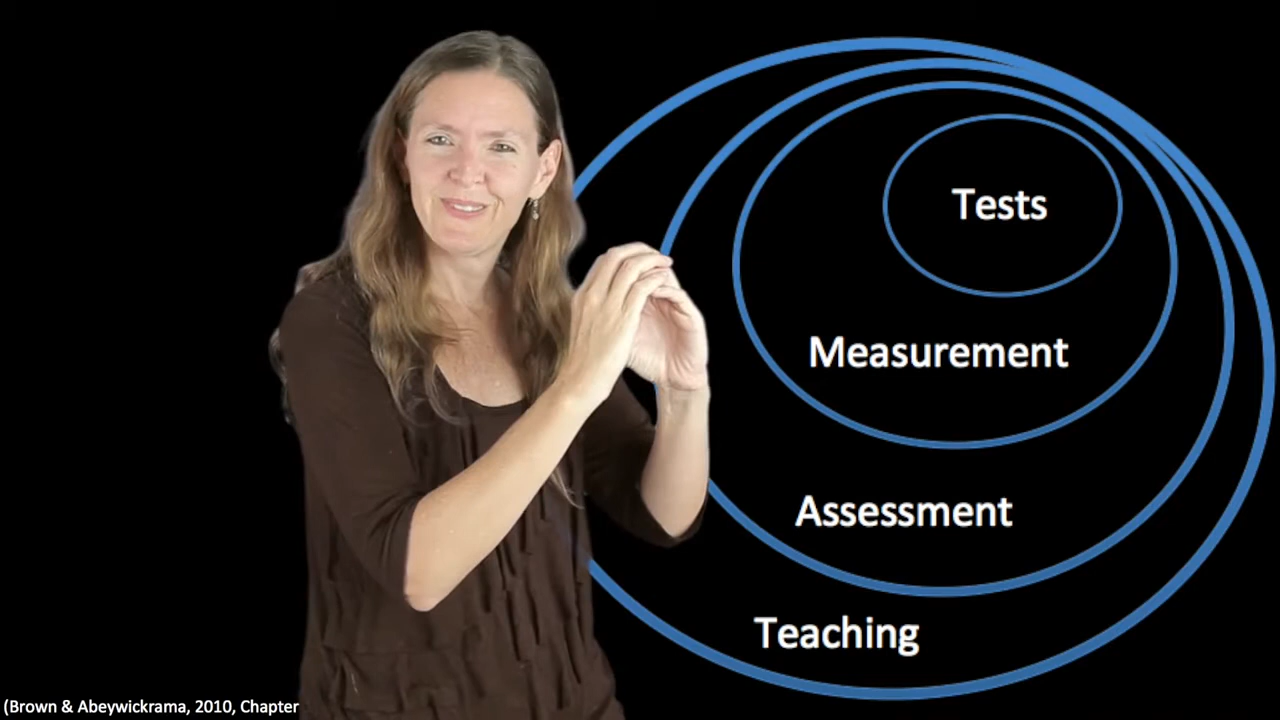 Tests
Measurement
Assessment
Teaching
(Brown & Abeywickrama, 2010, Chapter